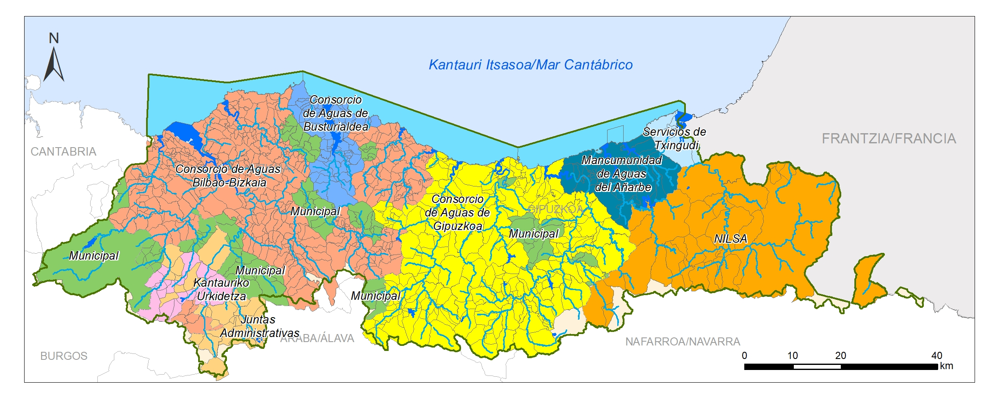 N
Kantauri Itsasoa/Mar Cantábrico
Consorcio
de Aguas de
Busturialdea
Servicios de
Txingudi
FRANTZIA/FRANCIA
CANTABRIA
Consorcio de Aguas
Bilbao-Bizkaia
Mancumunidad
de Aguas
del Añarbe
Consorcio
de Aguas de
Gipuzkoa
GIPUZKOA
Municipal
Municipal
NILSA
Municipal
Municipal
Kantauriko
Urkidetza
Municipal
Juntas
Administrativas
ARABA/ÁLAVA
NAFARROA/NAVARRA
BURGOS
0 10 20 40
km